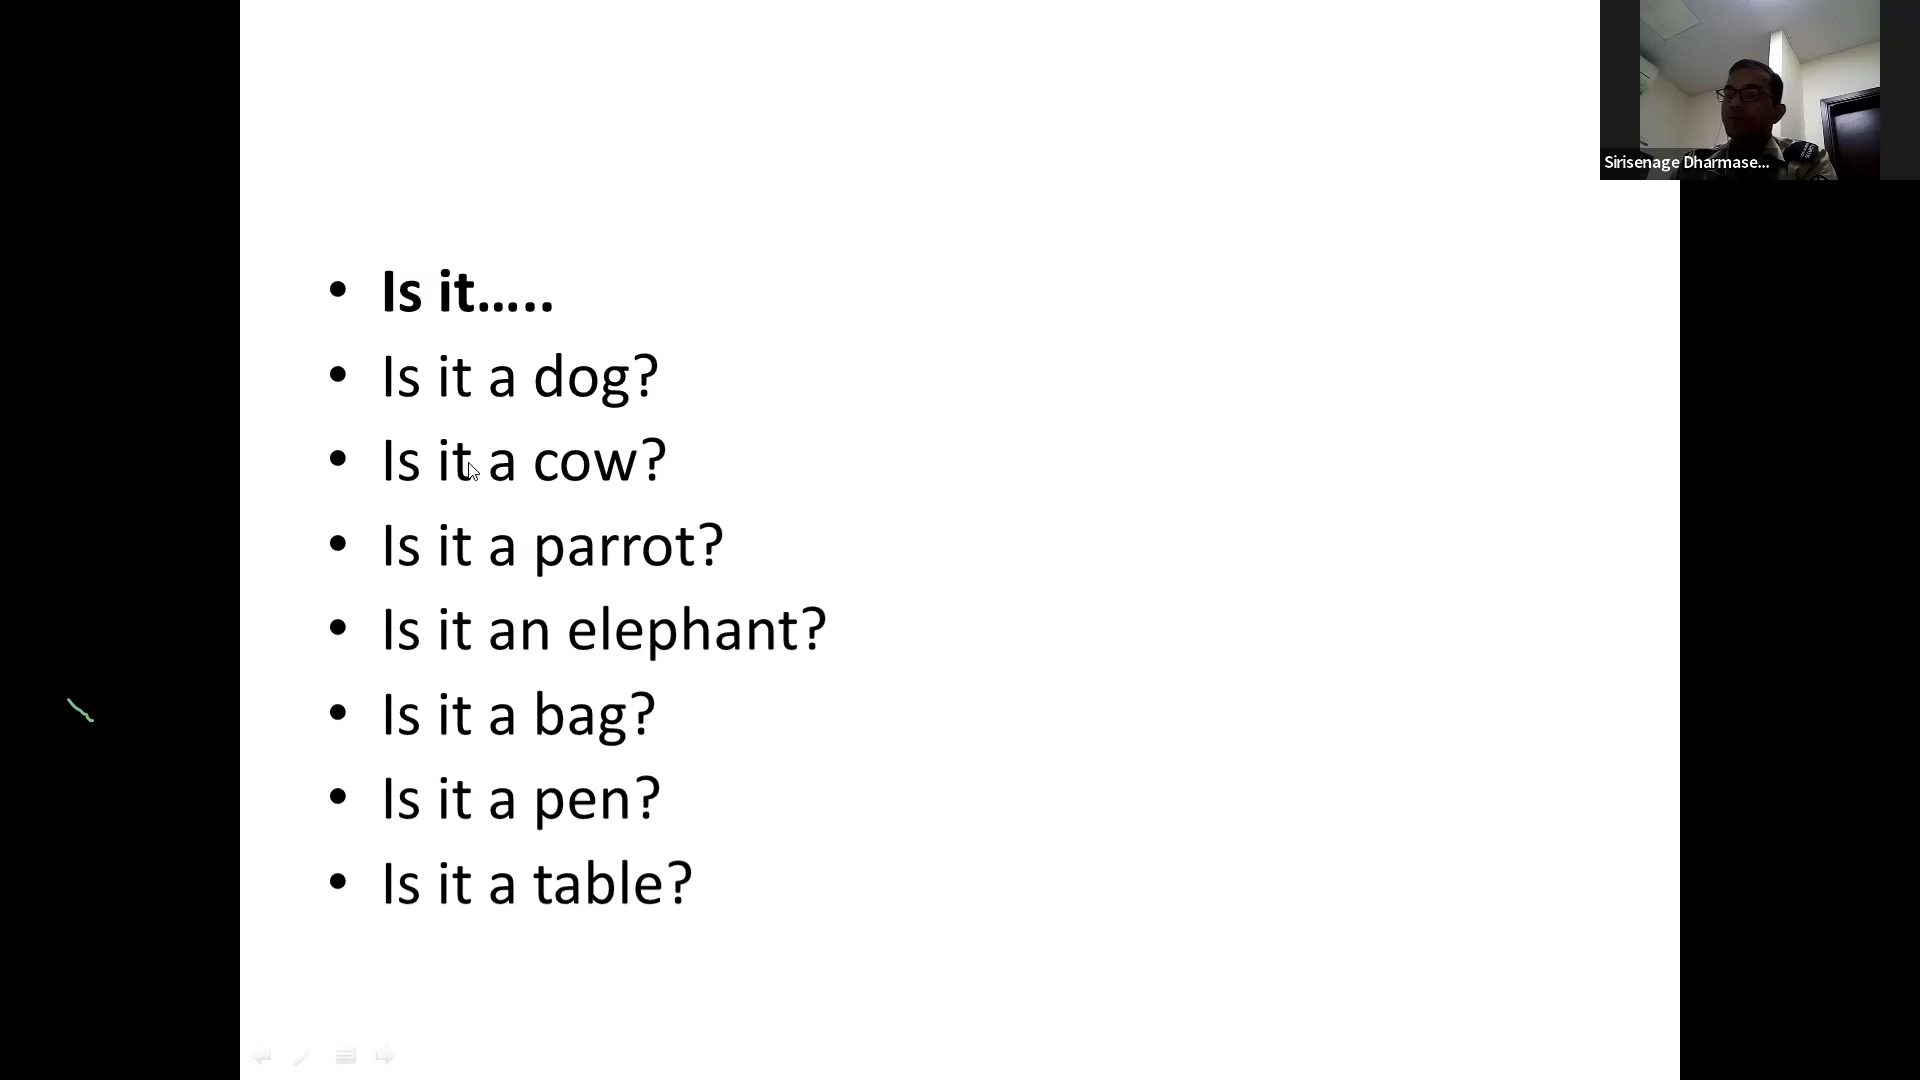 Sirisenage Dharmase...
• Is it.....
• Is it a dog?
• Is it a cow?
• Is it a parrot?
• Is it an elephant?
• Is it a bag?
• Is it a pen?
• Is it a table?